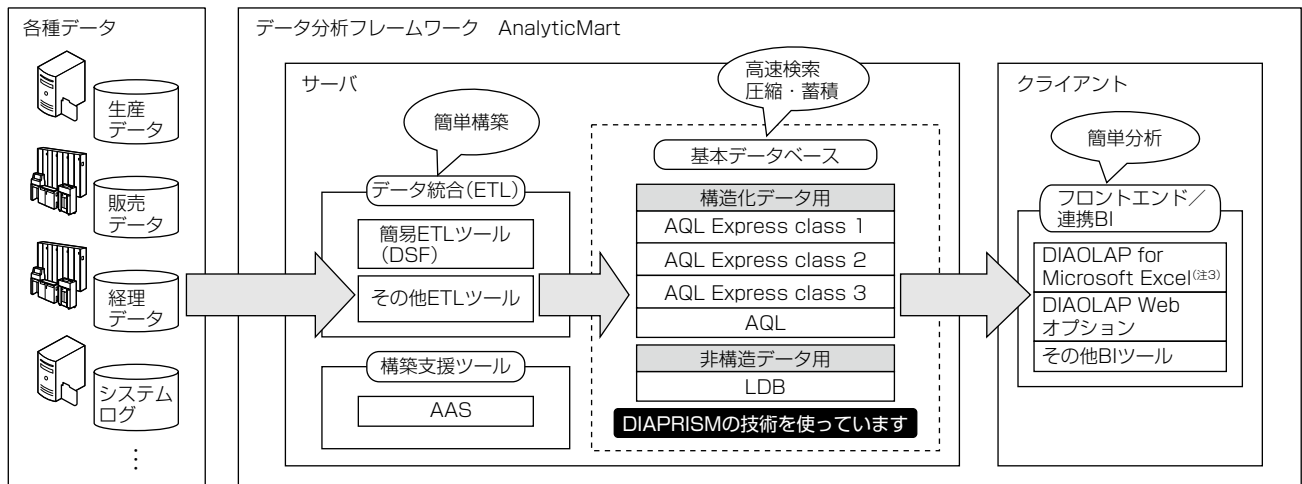 各種データ
生産
データ
販売
データ
経理
データ
システム
ログ
⋮
データ分析フレームワーク　AnalyticMart
サーバ
簡単構築
データ統合(ETL)
簡易ETLツール
(DSF)
その他ETLツール
構築支援ツール
AAS
高速検索
圧縮・蓄積
基本データベース
構造化データ用
AQL Express class 1
AQL Express class 2
AQL Express class 3
AQL
非構造データ用
LDB
DIAPRISMの技術を使っています
クライアント
簡単分析
フロントエンド／
連携BI
DIAOLAP for
Microsoft Excel(注3)
DIAOLAP Web
オプション
その他BIツール